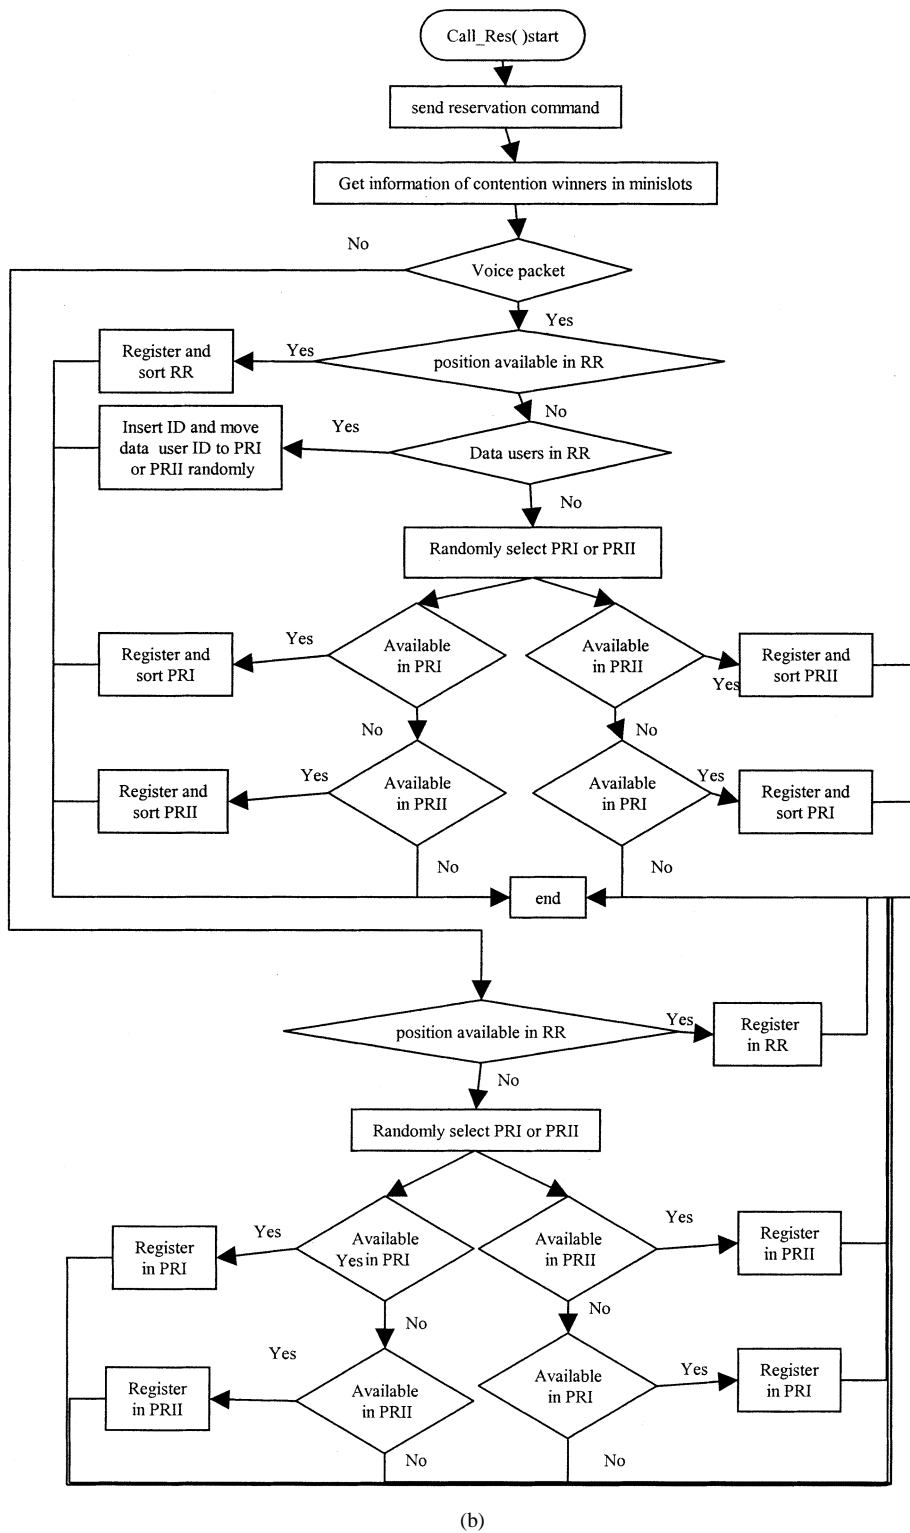 Call_Res( )start
send reservation command
Get information of contention winners in minislots
No
Voice packet
Yes
Register and
sort RR
Yes
position available in RR
No
Insert ID and move
data user ID to PRI
or PRII randomly
Yes
Data users in RR
No
Randomly select PRI or PRII
Register and
sort PRI
Yes
Available
in PRI
Available
in PRII
Yes
Register and
sort PRII
No
No
Register and
sort PRII
Yes
Available
in PRII
Available
in PRI
Yes
Register and
sort PRI
No
No
end
position available in RR
Yes
Register
in RR
No
Randomly select PRI or PRII
Register
in PRI
Yes
Available
Yes in PRI
Available
in PRII
Yes
Register
in PRII
No
No
Register
in PRII
Yes
Available
in PRII
Available
in PRI
Yes
Register
in PRI
No
No
(b)